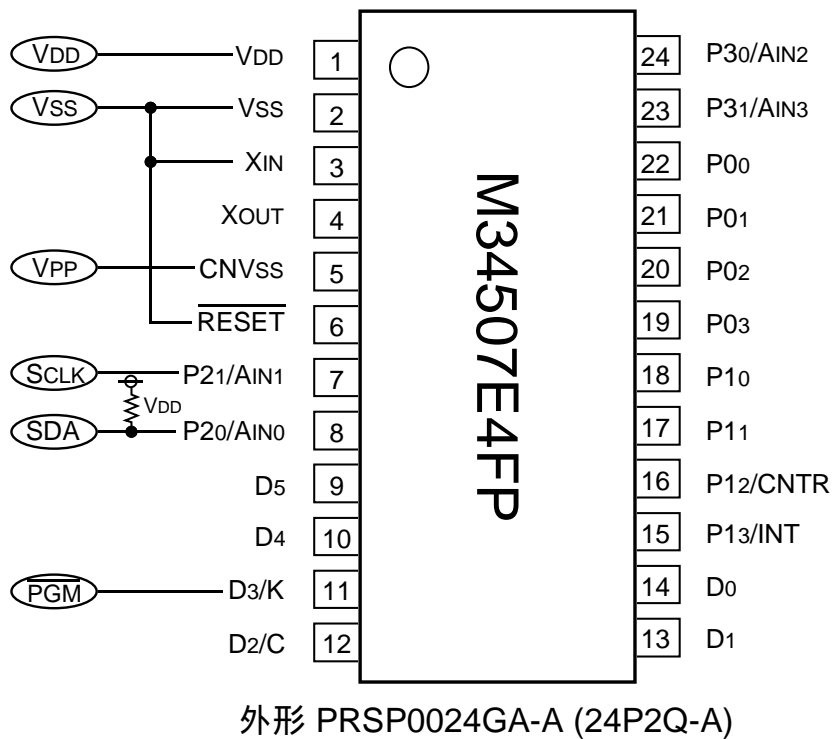 VDD VDD 1 24 P30/AIN2
VSS VSS 2 23 P31/AIN3
XIN 3 22 P00
XOUT 4 21 P01
VPP CNVSS 5 20 P02
RESET 6 19 P03
SCLK P21/AIN1 7 18 P10
VDD
SDA P20/AIN0 8 17 P11
D5 9 16 P12/CNTR
D4 10 15 P13/INT
PGM D3/K 11 14 D0
D2/C 12 13 D1
M34507E4FP
外形 PRSP0024GA-A (24P2Q-A)